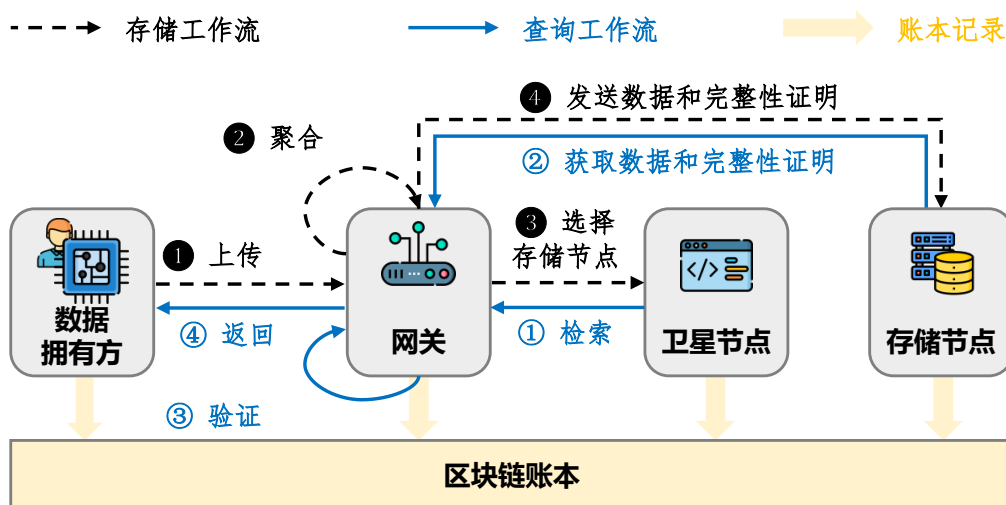 存储工作流
查询工作流
账本记录
❹ 发送数据和完整性证明
❷ 聚合
② 获取数据和完整性证明
❶ 上传
❸ 选择
存储节点
数据
拥有方
④ 返回
网关
① 检索
卫星节点
存储节点
③ 验证
区块链账本